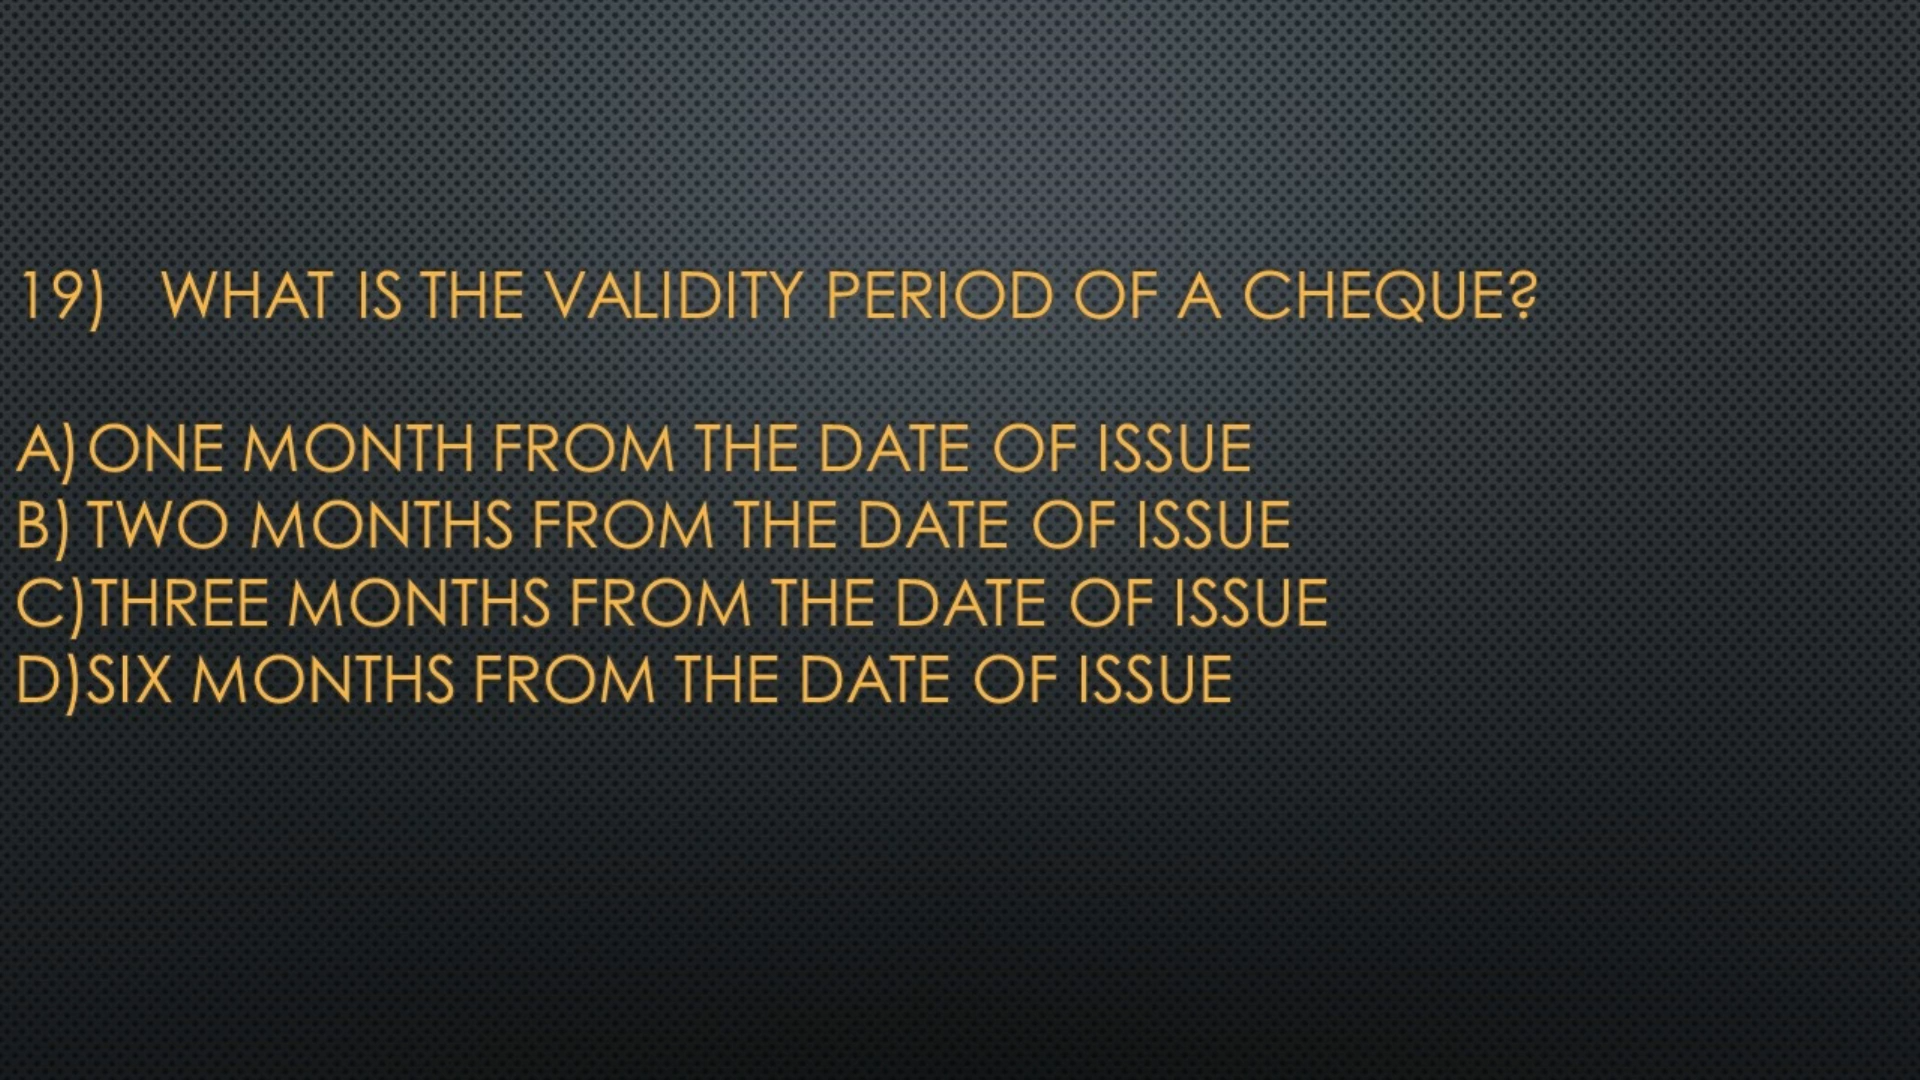 19) WHAT IS THE VALIDITY PERIOD OF A CHEQUE?
A) ONE MONTH FROM THE DATE OF ISSUE
B) TWO MONTHS FROM THE DATE OF ISSUE
C)THREE MONTHS FROM THE DATE OF ISSUE
D)SIX MONTHS FROM THE DATE OF ISSUE